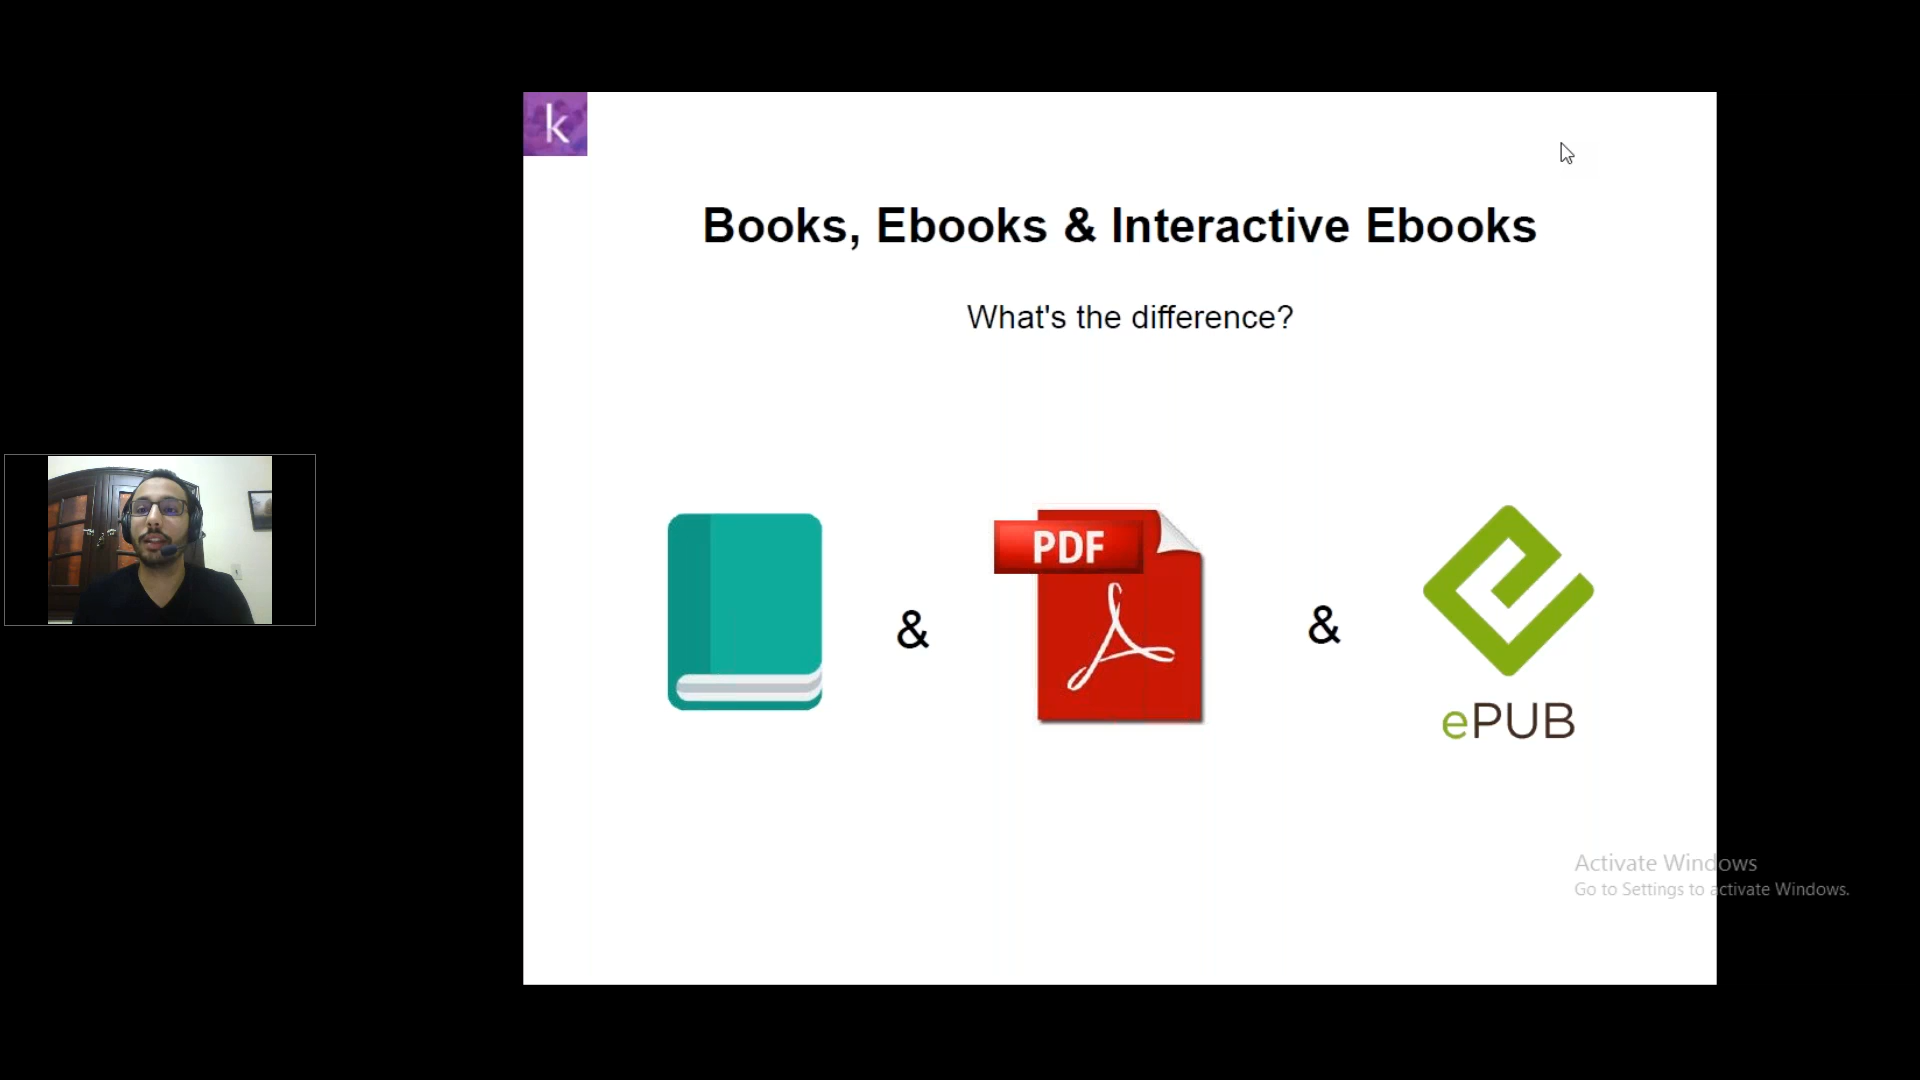 k
Books, Ebooks & Interactive Ebooks
What's the difference?
PDF
&
&
ePUB
Activate Windows
Go to Settings to activate Windows.